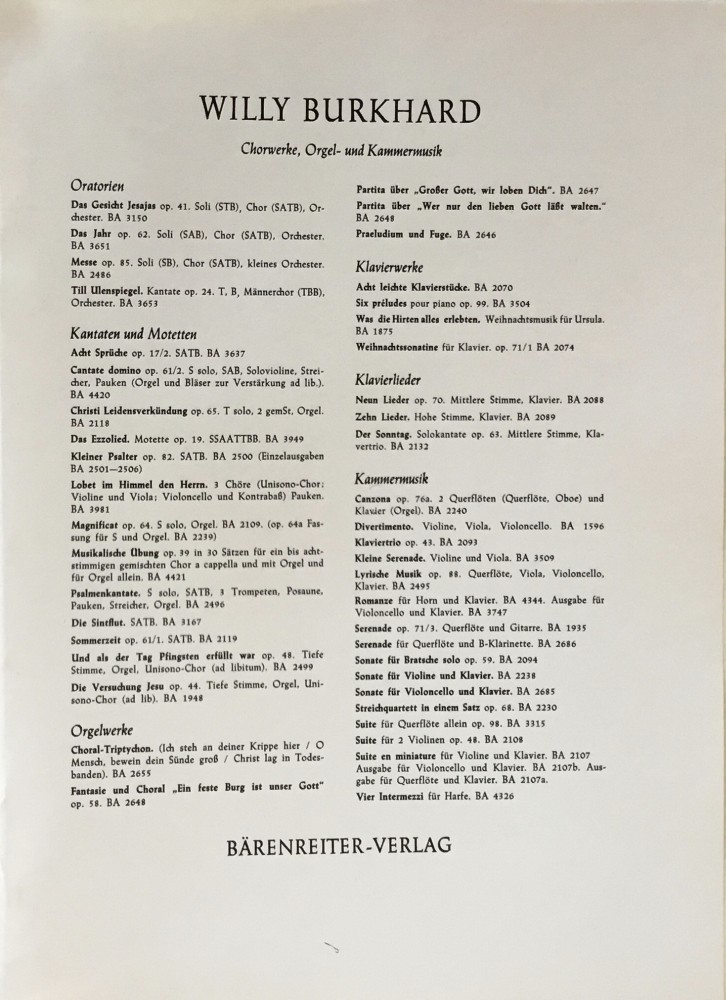 WILLY BURKHARD
Chorwerke, Orgel- und Kammermusik
Oratorien
Das Gesicht Jesajas op. 41. Soli (STB), Chor (SATB), Or-
chester. BA 3150
Das Jahr op. 62. Soli (SAB), Chor (SATB), Orchester.
BA 3651
Messe op. 85. Soli (SB), Chor (SATB), kleines Orchester.
BA 2486
Till Ulenspiegel. Kantate op. 24. T, B, Männerchor (TBB),
Orchester. BA 3653
Kantaten und Motetten
Acht Sprüche op. 17/2. SATB. BA 3637
Cantate domino op. 61/2. S solo, SAB, Solovioline, Strei-
cher, Pauken (Orgel und Bläser zur Verstärkung ad lib.).
BA 4420
Christi Leidensverkündung op. 65. T solo, 2 gemSt, Orgel.
BA 2118
Das Ezzolied. Motette op. 19. SSAATTBB. BA 3949
Kleiner Psalter op. 82. SATB. BA 2500 (Einzelausgaben
BA 2501—2506)
Lobet im Himmel den Herrn. 3 Chöre (Unisono-Chor;
Violine und Viola; Violoncello und Kontrabaß) Pauken.
BA 3981
Magnificat op. 64. S solo, Orgel. BA 2109. (op. 64a Fas-
sung für S und Orgel. BA 2239)
Musikalische Übung op. 39 in 30 Sätzen für ein bis acht-
stimmigen gemischten Chor a cappella und mit Orgel und
für Orgel allein. BA 4421
Psalmenkantate. S solo, SATB, 3 Trompeten, Posaune,
Pauken, Streicher, Orgel. BA 2496
Die Sintflut. SATB. BA 3167
Sommerzeit op. 61/1. SATB. BA 2119
Und als der Tag Pfingsten erfüllt war op. 48. Tiefe
Stimme, Orgel, Unisono-Chor (ad libitum). BA 2499
Die Versuchung Jesu op. 44. Tiefe Stimme, Orgel, Uni-
sono-Chor (ad lib). BA 1948
Orgelwerke
Choral-Triptychon. (Ich steh an deiner Krippe hier / O
Mensch, bewein dein Sünde groß / Christ lag in Todes-
banden). BA 2655
Fantasie und Choral „Ein feste Burg ist unser Gott"
op. 58. BA 2648
Partita über „Großer Gott, wir loben Dich". BA 2647
Partita über „Wer nur den lieben Gott läßt walten."
BA 2648
Praeludium und Fuge. BA 2646
Klavierwerke
Acht leichte Klavierstücke. BA 2070
Six préludes pour piano op. 99. BA 3504
Was die Hirten alles erlebten. Weihnachtsmusik für Ursula.
BA 1875
Weihnachtssonatine für Klavier. op. 71/1 BA 2074
Klavierlieder
Neun Lieder op. 70. Mittlere Stimme, Klavier. BA 2088
Zehn Lieder. Hohe Stimme, Klavier. BA 2089
Der Sonntag. Solokantate op. 63. Mittlere Stimme, Kla-
vertrio. BA 2132
Kammermusik
Canzona op. 76a. 2 Querflöten (Querflöte, Oboe) und
Klavier (Orgel). BA 2240
Divertimento. Violine, Viola, Violoncello. BA 1596
Klaviertrio op. 43. BA 2093
Kleine Serenade. Violine und Viola. BA 3509
Lyrische Musik op. 88. Querflöte, Viola, Violoncello,
Klavier. BA 2495
Romanze für Horn und Klavier. BA 4344. Ausgabe für
Violoncello und Klavier. BA 3747
Serenade op. 71/3. Querflöte und Gitarre. BA 1935
Serenade für Querflöte und B-Klarinette. BA 2686
Sonate für Bratsche solo op. 59. BA 2094
Sonate für Violine und Klavier. BA 2238
Sonate für Violoncello und Klavier. BA 2685
Streichquartett in einem Satz op. 68. BA 2230
Suite für Querflöte allein op. 98. BA 3315
Suite für 2 Violinen op. 48. BA 2108
Suite en miniature für Violine und Klavier. BA 2107
Ausgabe für Violoncello und Klavier. BA 2107b. Aus-
gabe für Querflöte und Klavier. BA 2107a.
Vier Intermezzi für Harfe. BA 4326
BÄRENREITER-VERLAG